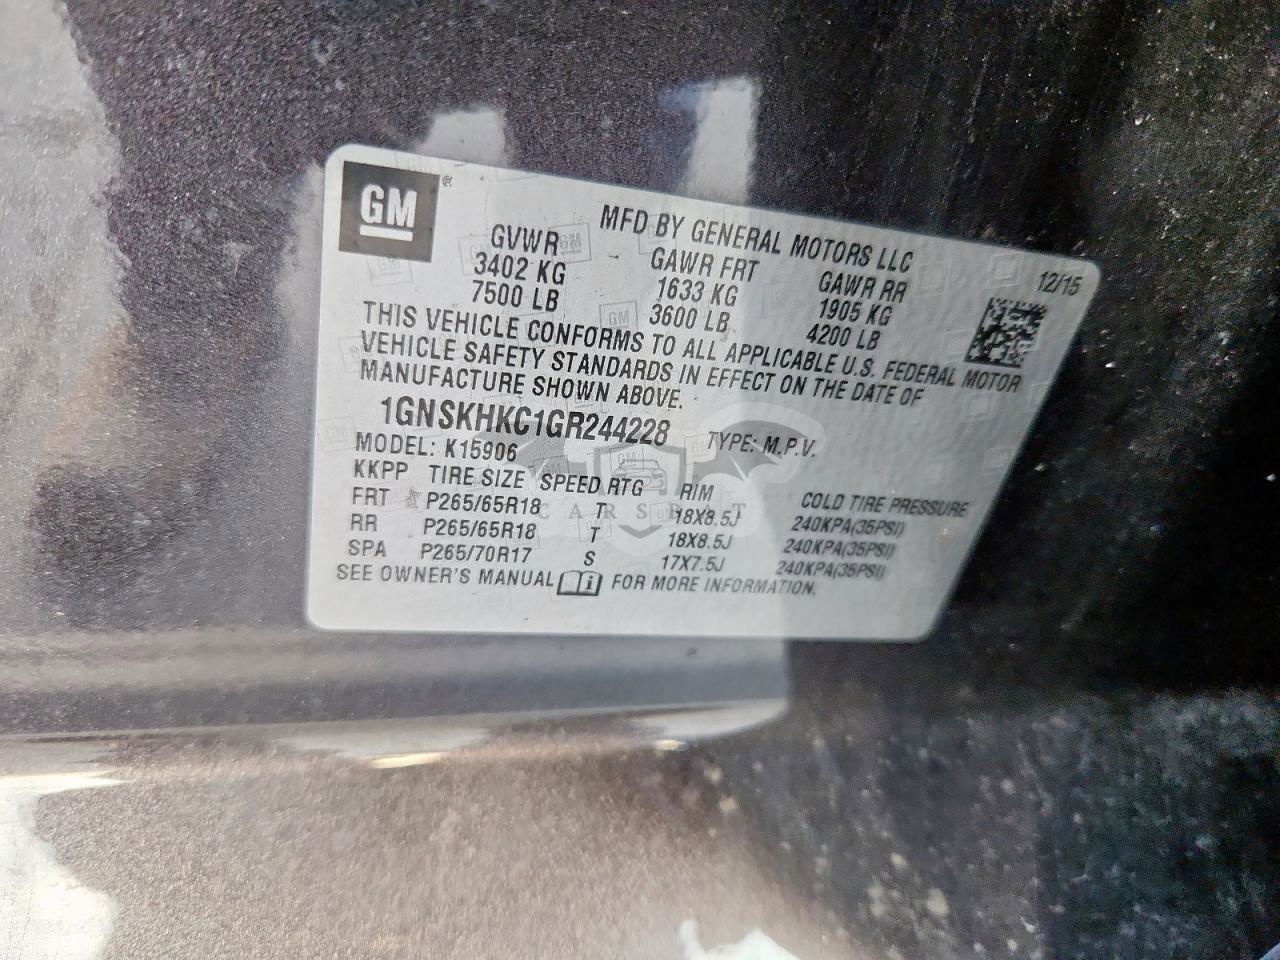 GM ®
MFD BY GENERAL MOTORS LLC
12/15
GVWR GAWR FRT GAWR RR
3402 KG 1633 KG 1905 KG
7500 LB 3600 LB 4200 LB
THIS VEHICLE CONFORMS TO ALL APPLICABLE U.S. FEDERAL MOTOR
VEHICLE SAFETY STANDARDS IN EFFECT ON THE DATE OF
MANUFACTURE SHOWN ABOVE.
1GNSKHKC1GR244228 TYPE: M.P.V.
MODEL: K15906
KKPP TIRE SIZE SPEED RTG RIM COLD TIRE PRESSURE
FRT P265/65R18 T 18X8.5J 240KPA(35PSI)
RR P265/65R18 T 18X8.5J 240KPA(35PSI)
SPA P265/70R17 S 17X7.5J 240KPA(35PSI)
SEE OWNER'S MANUAL FOR MORE INFORMATION.